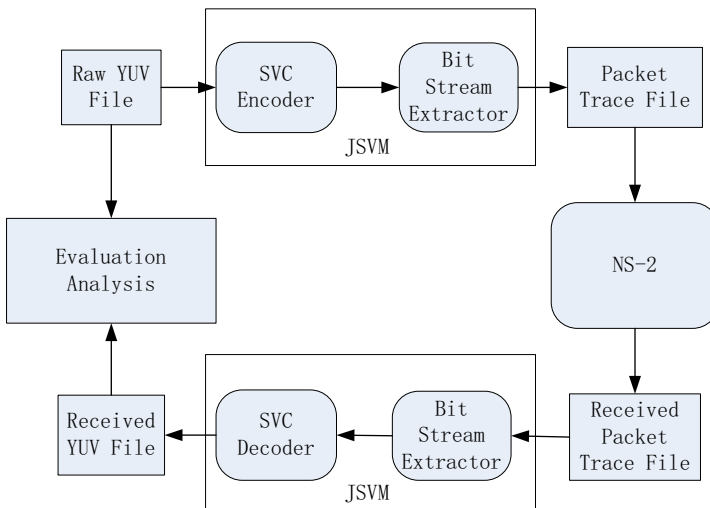 Raw YUV
File
SVC
Encoder
Bit
Stream
Extractor
JSVM
Packet
Trace File
Evaluation
Analysis
NS-2
Received
YUV File
SVC
Decoder
Bit
Stream
Extractor
JSVM
Received
Packet
Trace File